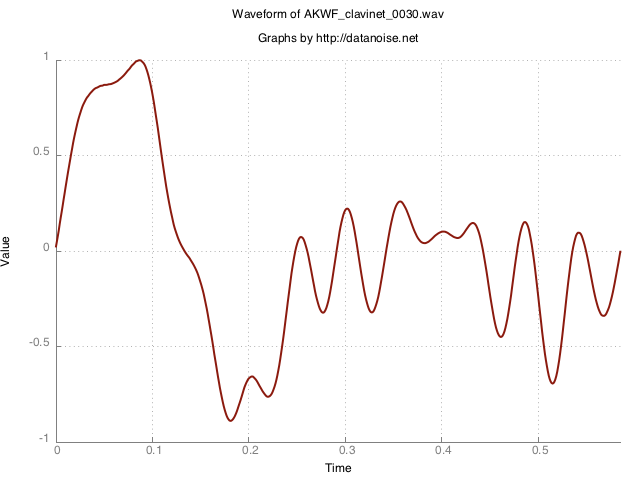 Waveform of AKWF_clavinet_0030.wav
Graphs by http://datanoise.net
1
0.5
0
-0.5
-1
Value
0 0.1 0.2 0.3 0.4 0.5
Time